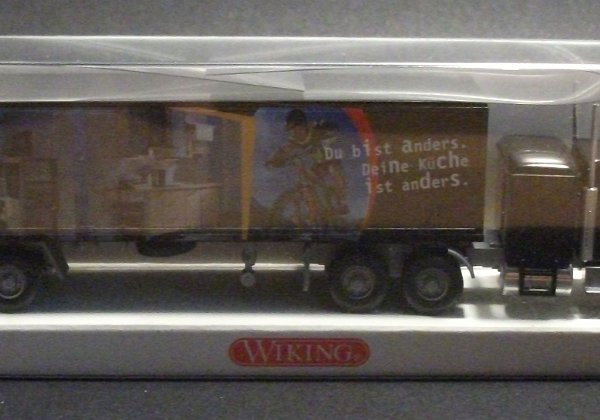 Du bist anders.
Deine Küche
ist anders.
WIKING®